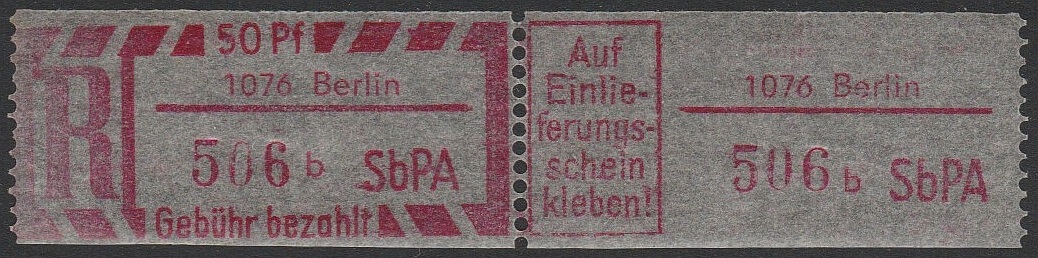 50 Pf
R
1076 Berlin
506 b SbPA
Gebühr bezahlt
Auf
Einlie-
ferungs-
schein
kleben!
1076 Berlin
506 b SbPA